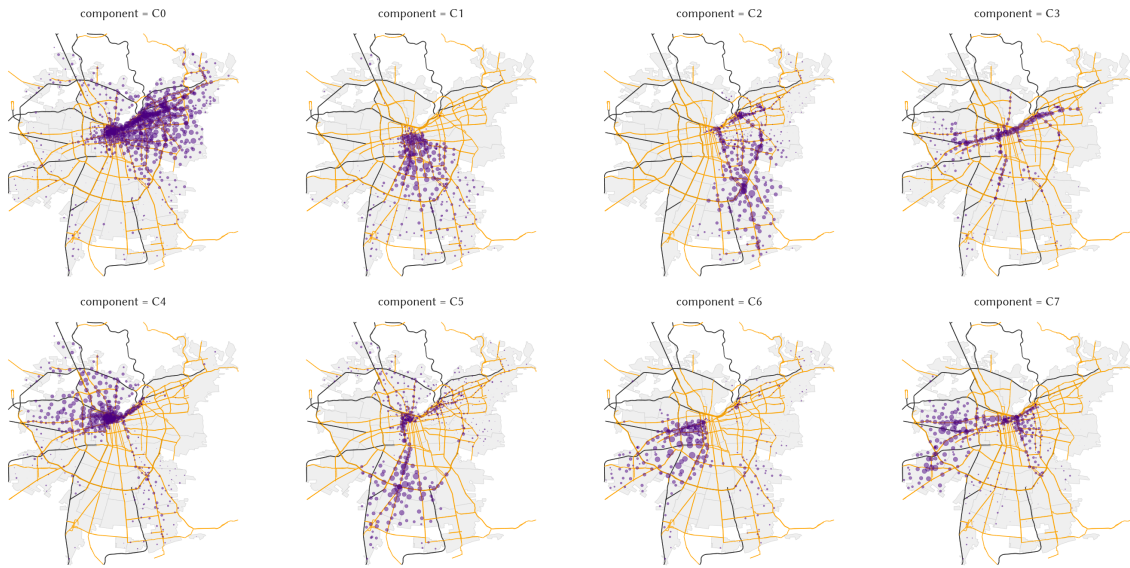 component = C0
component = C1
component = C2
component = C3
component = C4
component = C5
component = C6
component = C7